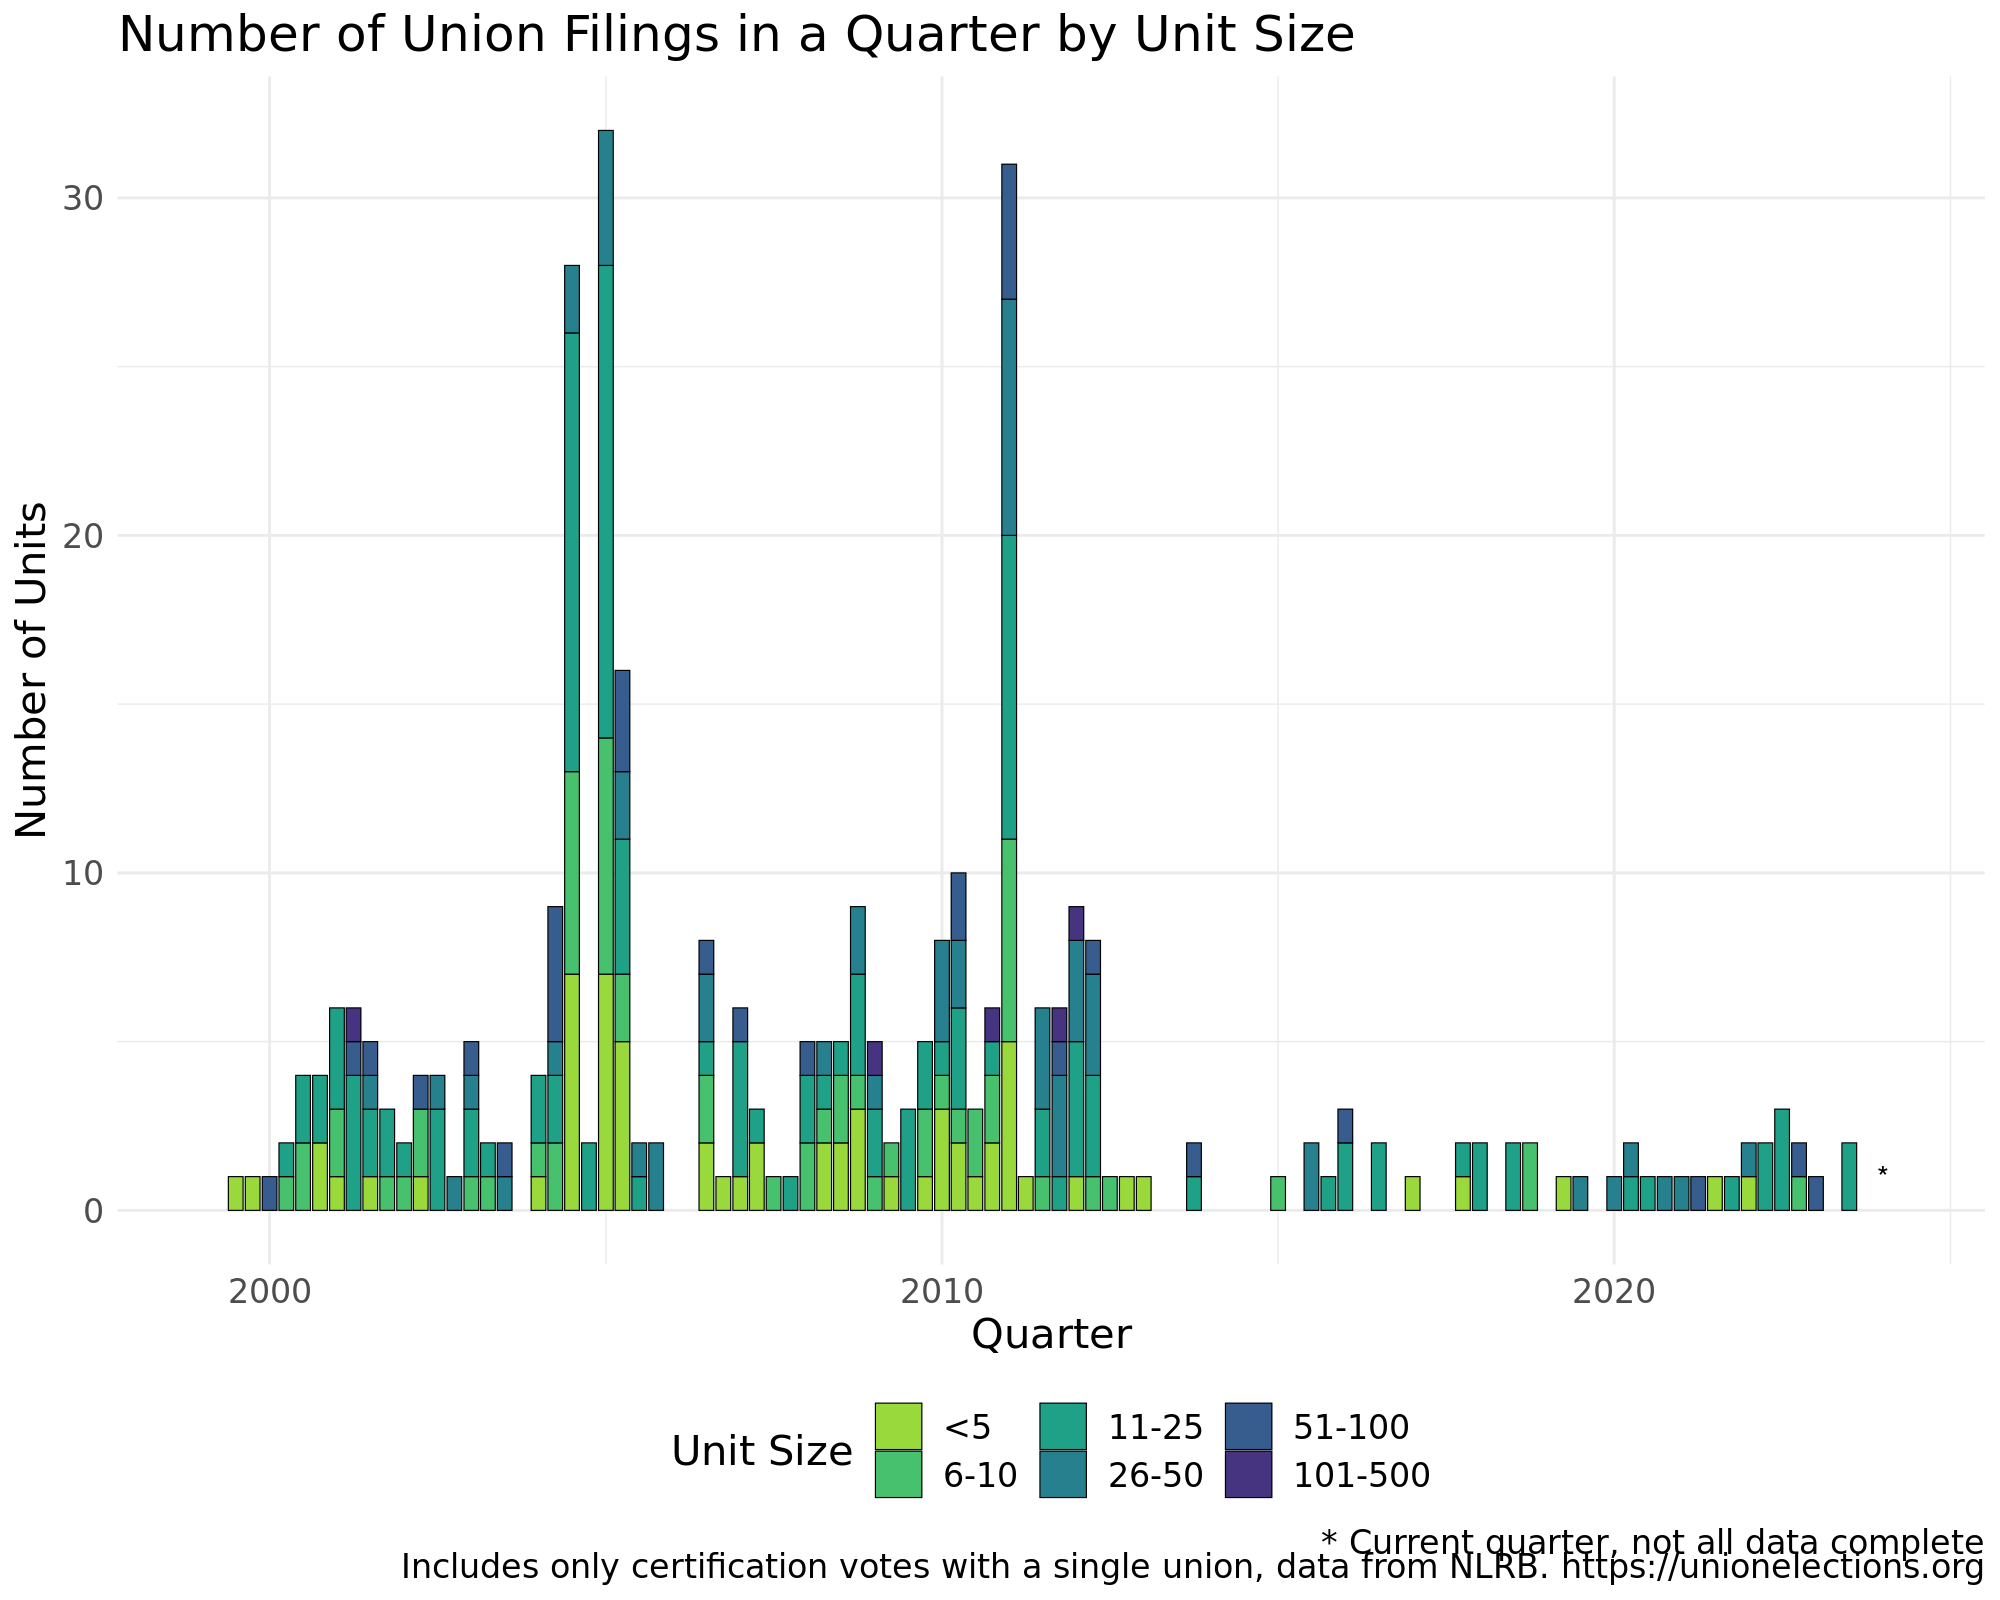 Number of Union Filings in a Quarter by Unit Size
Number of Units
30
20
10
0
*
2000 2010 2020
Quarter
Unit Size
<5 11-25 51-100
6-10 26-50 101-500
* Current quarter, not all data complete
Includes only certification votes with a single union, data from NLRB. https://unionelections.org